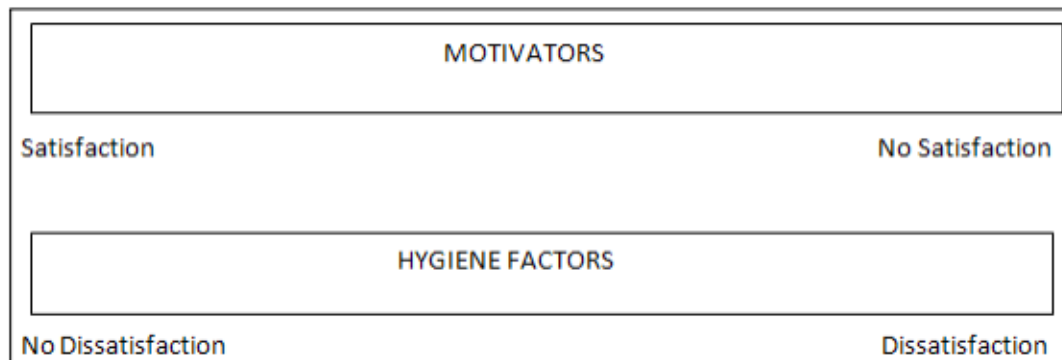 MOTIVATORS
Satisfaction No Satisfaction
HYGIENE FACTORS
No Dissatisfaction Dissatisfaction